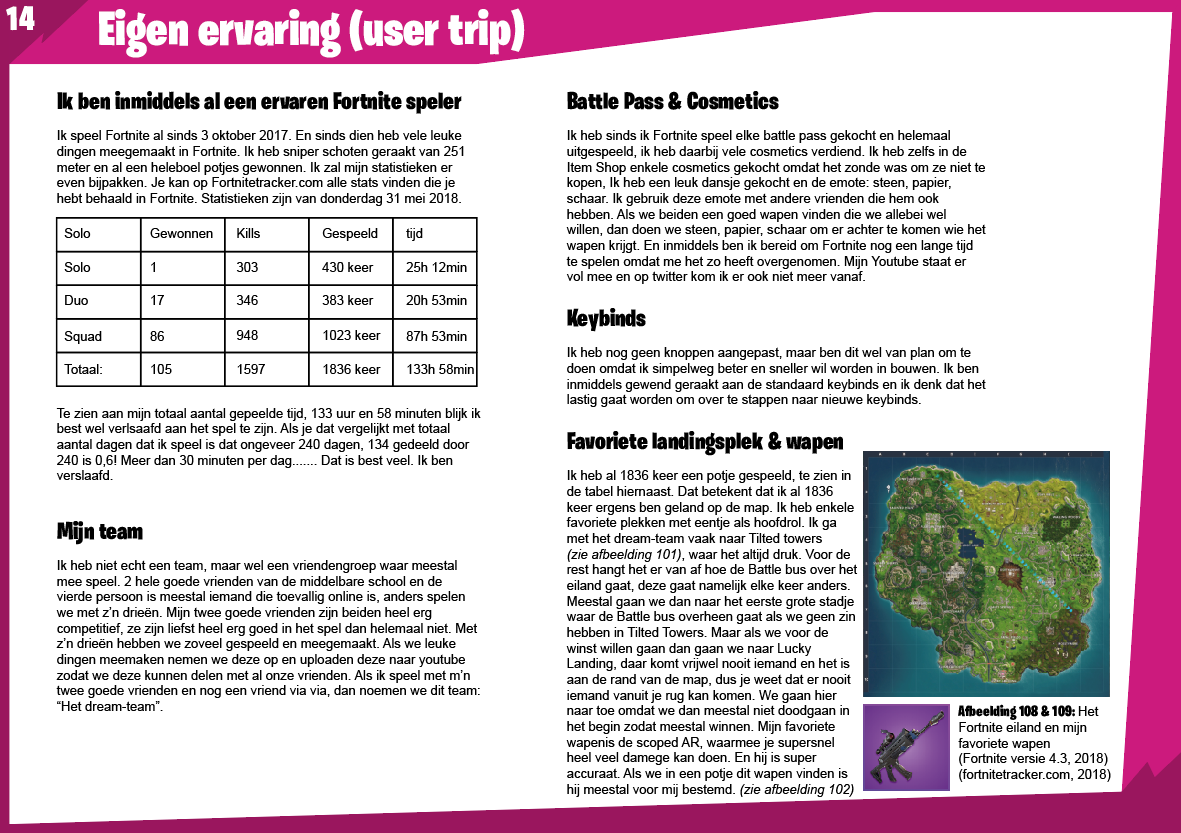 14
Eigen ervaring (user trip)
Ik ben inmiddels al een ervaren Fortnite speler
Ik speel Fortnite al sinds 3 oktober 2017. En sinds dien heb vele leuke
dingen meegemaakt in Fortnite. Ik heb sniper schoten geraakt van 251
meter en al een heleboel potjes gewonnen. Ik zal mijn statistieken er
even bijpakken. Je kan op Fortnitetracker.com alle stats vinden die je
hebt behaald in Fortnite. Statistieken zijn van donderdag 31 mei 2018.
Solo Gewonnen Kills Gespeeld tijd
Solo 1 303 430 keer 25h 12min
Duo 17 346 383 keer 20h 53min
Squad 86 948 1023 keer 87h 53min
Totaal: 105 1597 1836 keer 133h 58min
Te zien aan mijn totaal aantal gepeelde tijd, 133 uur en 58 minuten blijk ik
best wel verlsaafd aan het spel te zijn. Als je dat vergelijkt met totaal
aantal dagen dat ik speel is dat ongeveer 240 dagen, 134 gedeeld door
240 is 0,6! Meer dan 30 minuten per dag....... Dat is best veel. Ik ben
verslaafd.
Mijn team
Ik heb niet echt een team, maar wel een vriendengroep waar meestal
mee speel. 2 hele goede vrienden van de middelbare school en de
vierde persoon is meestal iemand die toevallig online is, anders spelen
we met z'n drieën. Mijn twee goede vrienden zijn beiden heel erg
competitief, ze zijn liefst heel erg goed in het spel dan helemaal niet. Met
z'n drieën hebben we zoveel gespeeld en meegemaakt. Als we leuke
dingen meemaken nemen we deze op en uploaden deze naar youtube
zodat we deze kunnen delen met al onze vrienden. Als ik speel met m'n
twee goede vrienden en nog een vriend via via, dan noemen we dit team:
“Het dream-team”.
Battle Pass & Cosmetics
Ik heb sinds ik Fortnite speel elke battle pass gekocht en helemaal
uitgespeeld, ik heb daarbij vele cosmetics verdiend. Ik heb zelfs in de
Item Shop enkele cosmetics gekocht omdat het zonde was om ze niet te
kopen, Ik heb een leuk dansje gekocht en de emote: steen, papier,
schaar. Ik gebruik deze emote met andere vrienden die hem ook
hebben. Als we beiden een goed wapen vinden die we allebei wel
willen, dan doen we steen, papier, schaar om er achter te komen wie het
wapen krijgt. En inmiddels ben ik bereid om Fortnite nog een lange tijd
te spelen omdat me het zo heeft overgenomen. Mijn Youtube staat er
vol mee en op twitter kom ik er ook niet meer vanaf.
Keybinds
Ik heb nog geen knoppen aangepast, maar ben dit wel van plan om te
doen omdat ik simpelweg beter en sneller wil worden in bouwen. Ik ben
inmiddels gewend geraakt aan de standaard keybinds en ik denk dat het
lastig gaat worden om over te stappen naar nieuwe keybinds.
Favoriete landingsplek & wapen
Ik heb al 1836 keer een potje gespeeld, te zien in
de tabel hiernaast. Dat betekent dat ik al 1836
keer ergens ben geland op de map. Ik heb enkele
favoriete plekken met eentje als hoofdrol. Ik ga
met het dream-team vaak naar Tilted towers
(zie afbeelding 101), waar het altijd druk. Voor de
rest hangt het er van af hoe de Battle bus over het
eiland gaat, deze gaat namelijk elke keer anders.
Meestal gaan we dan naar het eerste grote stadje
waar de Battle bus overheen gaat als we geen zin
hebben in Tilted Towers. Maar als we voor de
winst willen gaan dan gaan we naar Lucky
Landing, daar komt vrijwel nooit iemand en het is
aan de rand van de map, dus je weet dat er nooit
iemand vanuit je rug kan komen. We gaan hier
naar toe omdat we dan meestal niet doodgaan in
het begin zodat meestal winnen. Mijn favoriete
wapenis de scoped AR, waarmee je supersnel
heel veel damege kan doen. En hij is super
accuraat. Als we in een potje dit wapen vinden is
hij meestal voor mij bestemd. (zie afbeelding 102)
Afbeelding 108 & 109: Het
Fortnite eiland en mijn
favoriete wapen
(Fortnite versie 4.3, 2018)
(fortnitetracker.com, 2018)